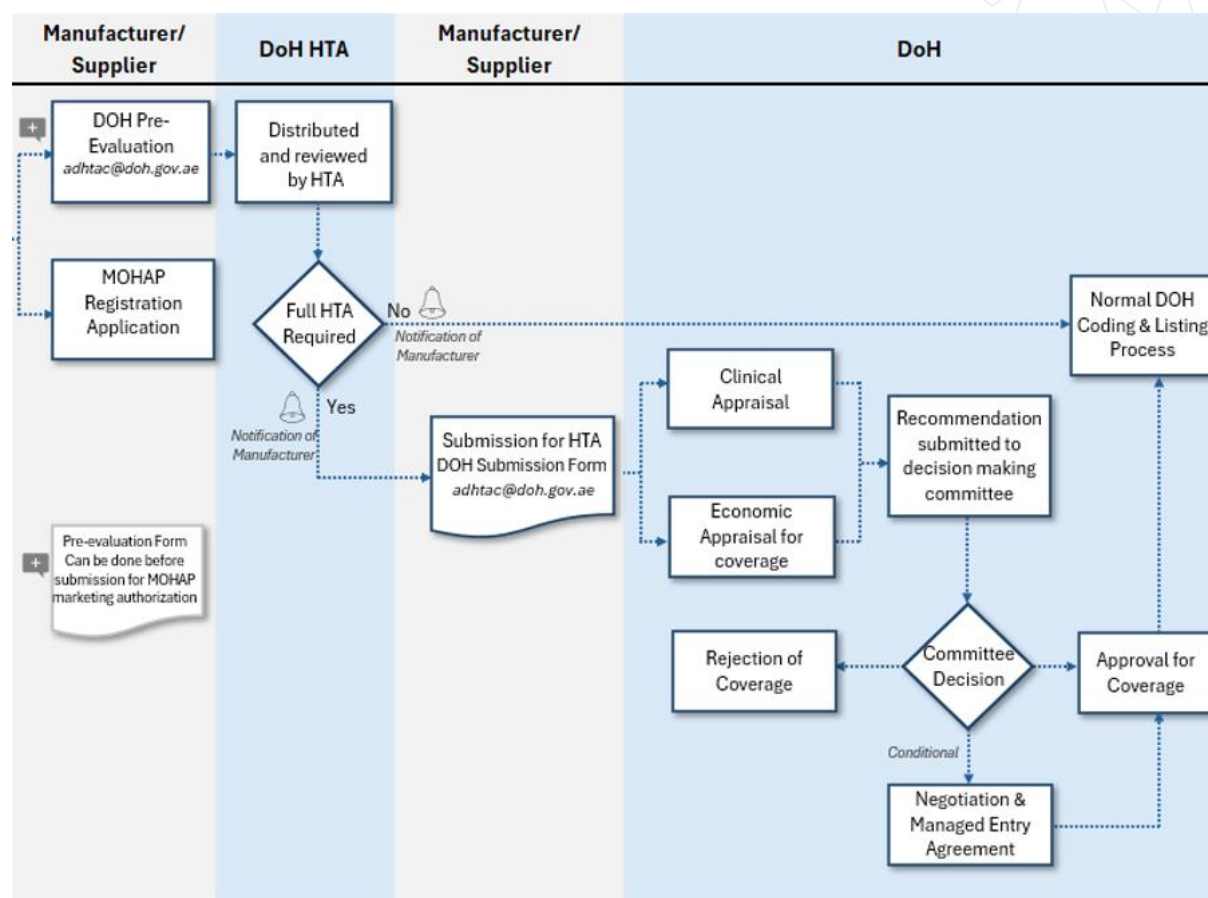 Manufacturer/
Supplier
DoH HTA
Manufacturer/
Supplier
DoH
DOH Pre-
Evaluation
adhtac@doh.gov.ae
Distributed
and reviewed
by HTA
MOHAP
Registration
Application
Full HTA
Required
No
Notification of
Manufacturer
Normal DOH
Coding & Listing
Process
Yes
Notification of
Manufacturer
Submission for HTA
DOH Submission Form
adhtac@doh.gov.ae
Clinical
Appraisal
Economic
Appraisal for
coverage
Recommendation
submitted to
decision making
committee
Pre-evaluation Form
Can be done before
submission for MOHAP
marketing authorization
Rejection of
Coverage
Committee
Decision
Approval for
Coverage
Conditional
Negotiation &
Managed Entry
Agreement